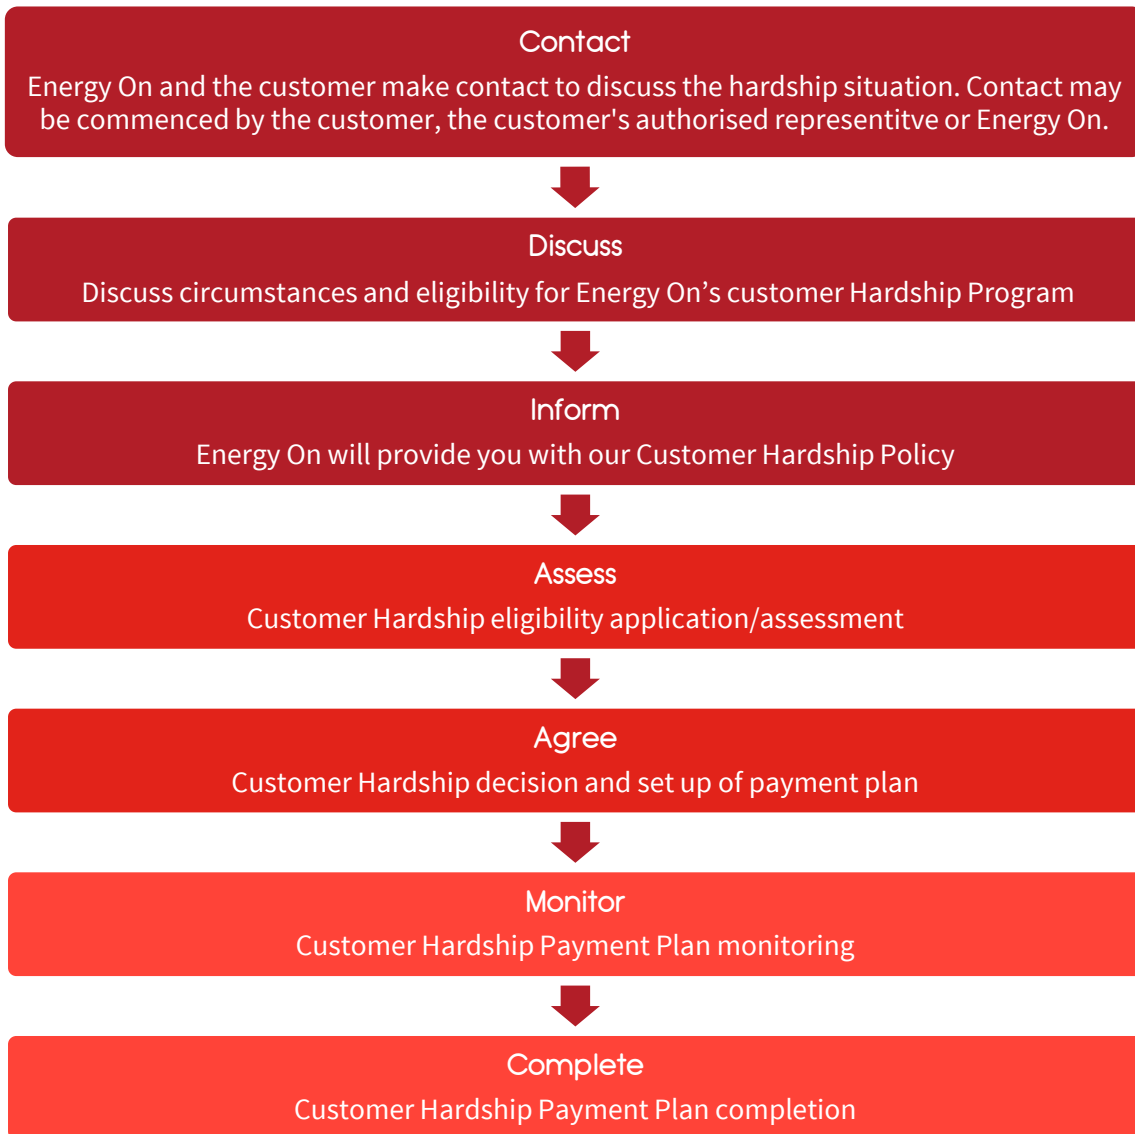 Contact
Energy On and the customer make contact to discuss the hardship situation. Contact may
be commenced by the customer, the customer's authorised representitve or Energy On.
Discuss
Discuss circumstances and eligibility for Energy On’s customer Hardship Program
Inform
Energy On will provide you with our Customer Hardship Policy
Assess
Customer Hardship eligibility application/assessment
Agree
Customer Hardship decision and set up of payment plan
Monitor
Customer Hardship Payment Plan monitoring
Complete
Customer Hardship Payment Plan completion